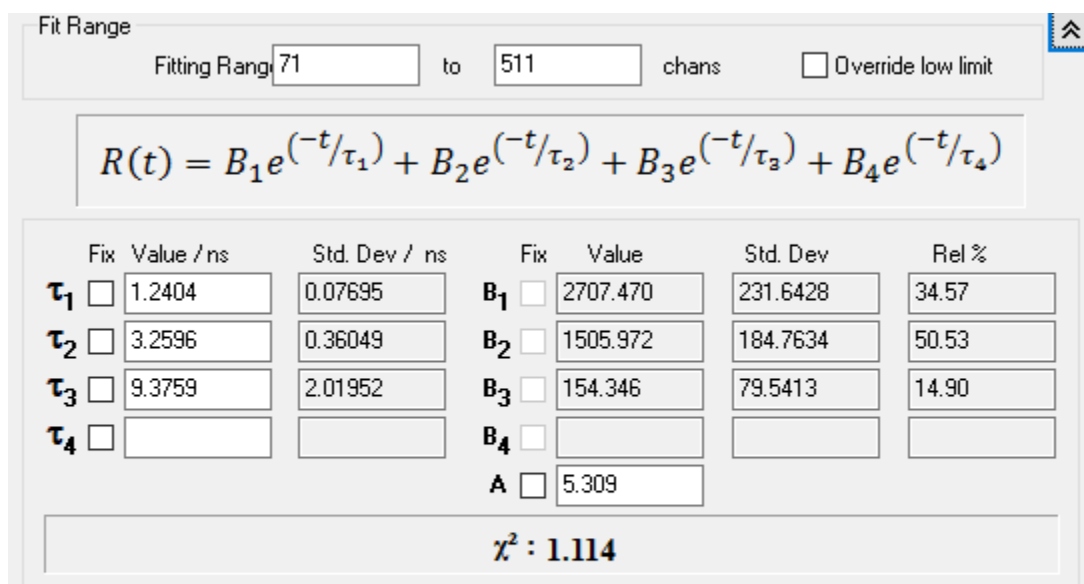 Fit Range
Fitting Rang 71 to 511 chans Override low limit
R(t) = B₁e^(−t/τ₁) + B₂e^(−t/τ₂) + B₃e^(−t/τ₃) + B₄e^(−t/τ₄)
Fix Value / ns Std. Dev / ns Fix Value Std. Dev Rel %
τ₁ 1.2404 0.07695 B₁ 2707.470 231.6428 34.57
τ₂ 3.2596 0.36049 B₂ 1505.972 184.7634 50.53
τ₃ 9.3759 2.01952 B₃ 154.346 79.5413 14.90
τ₄ B₄
A 5.309
χ² : 1.114